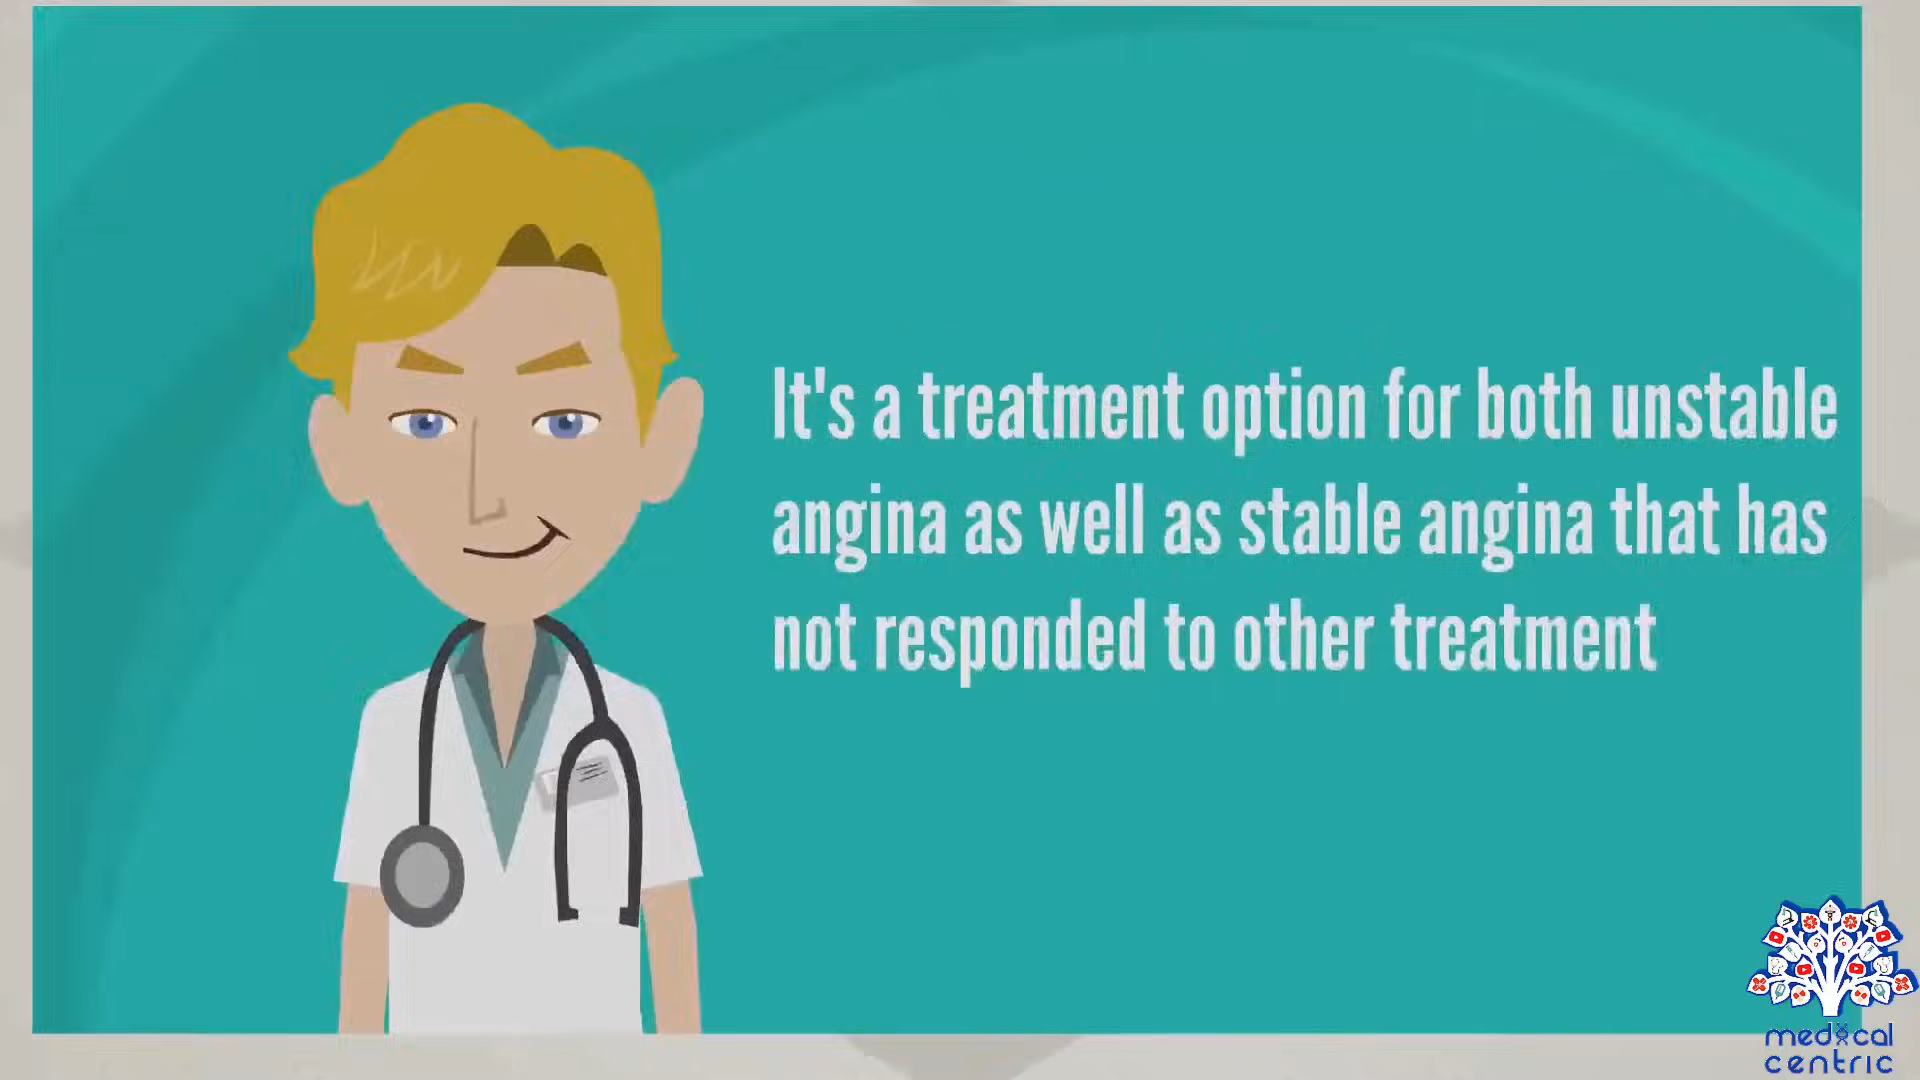 It's a treatment option for both unstable
angina as well as stable angina that has
not responded to other treatment
medical
centric